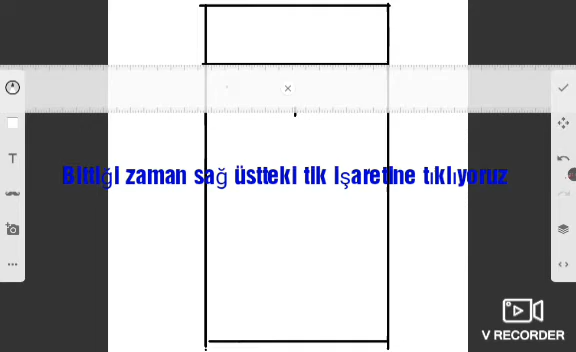 Bittiği zaman sağ üstteki tik işaretine tıklıyoruz
T
V RECORDER